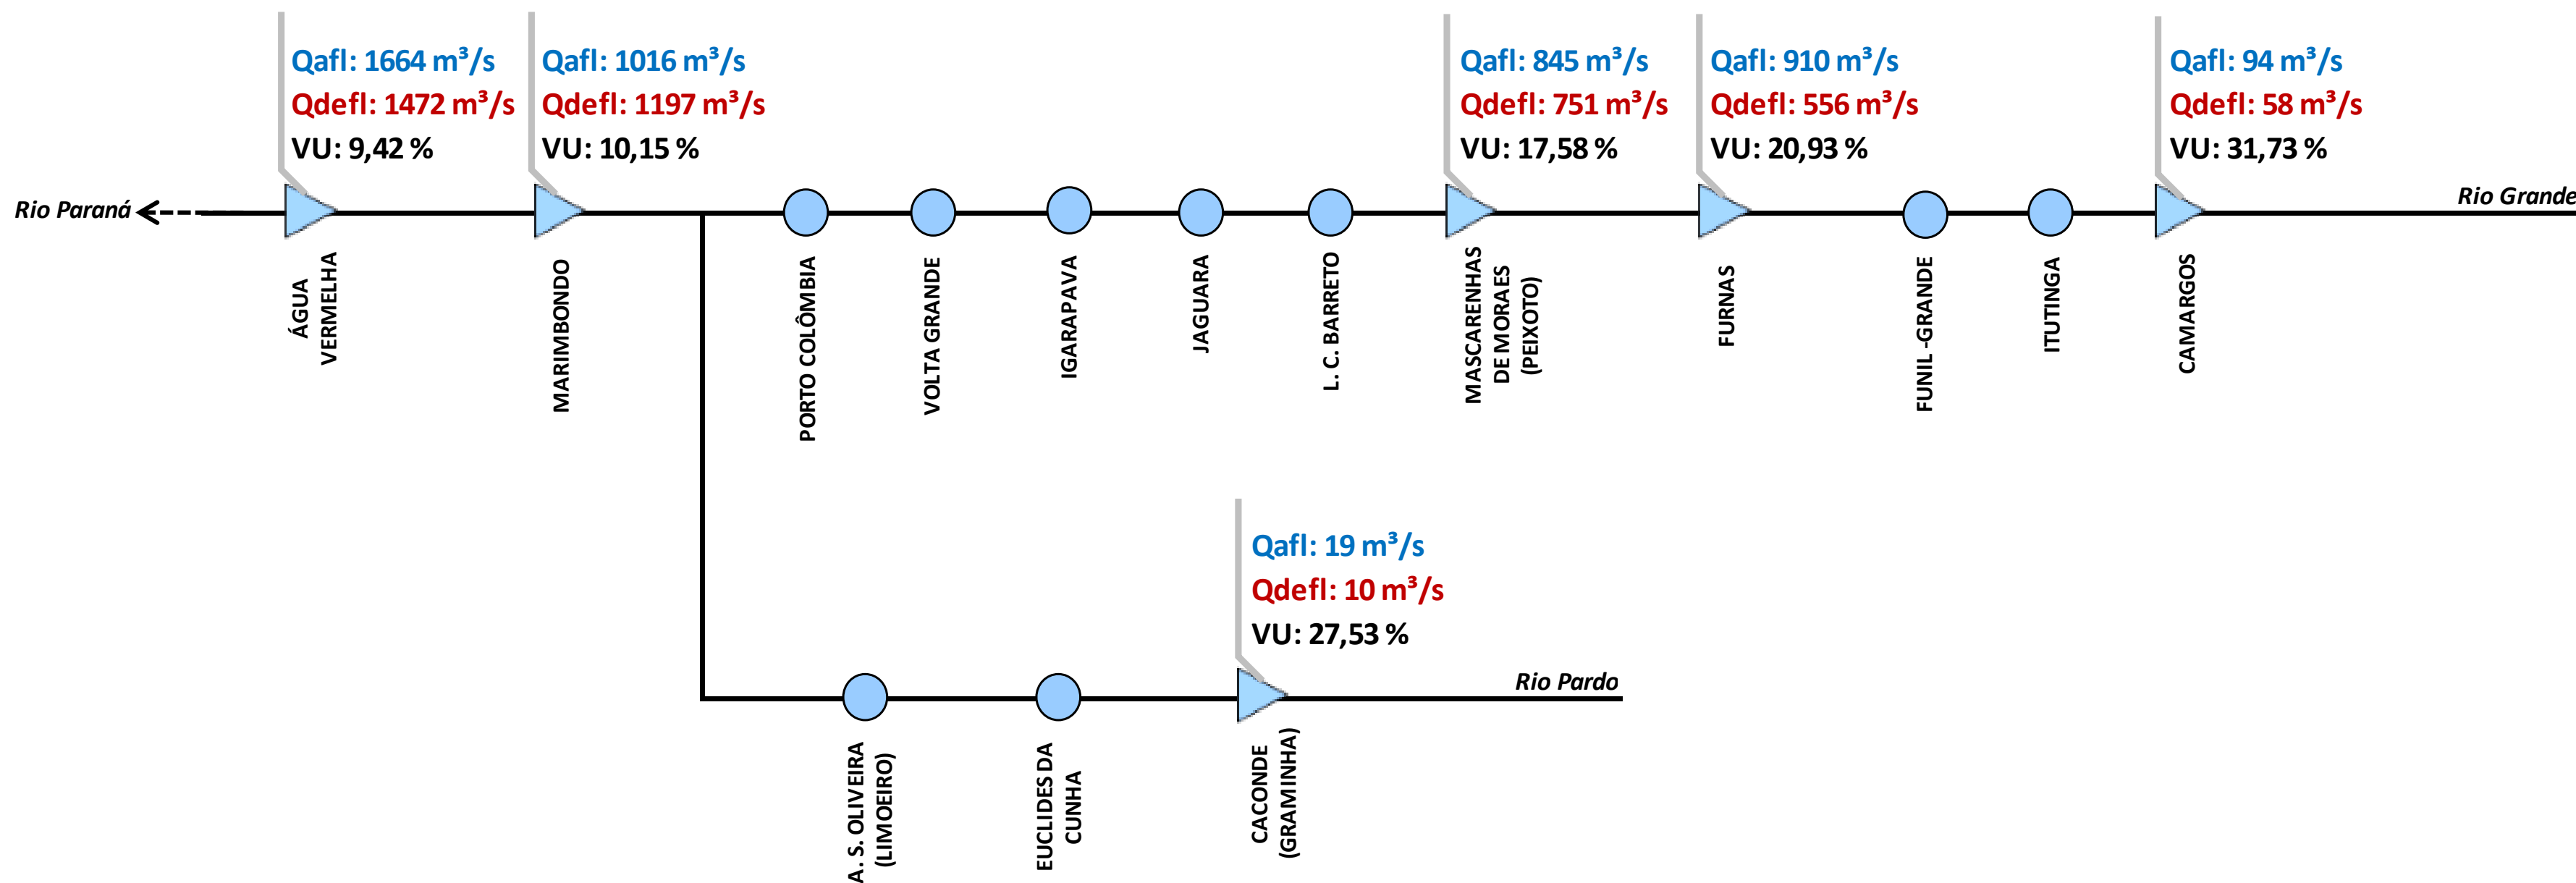 Qafl: 1664 m³/s
Qdefl: 1472 m³/s
VU: 9,42 %
Qafl: 1016 m³/s
Qdefl: 1197 m³/s
VU: 10,15 %
Qafl: 845 m³/s
Qdefl: 751 m³/s
VU: 17,58 %
Qafl: 910 m³/s
Qdefl: 556 m³/s
VU: 20,93 %
Qafl: 94 m³/s
Qdefl: 58 m³/s
VU: 31,73 %
Rio Paraná
Rio Grande
ÁGUA
VERMELHA
MARIMBONDO
PORTO COLÔMBIA
VOLTA GRANDE
IGARAPAVA
JAGUARA
L. C. BARRETO
MASCARENHAS
DE MORAES
(PEIXOTO)
FURNAS
FUNIL -GRANDE
ITUTINGA
CAMARGOS
Qafl: 19 m³/s
Qdefl: 10 m³/s
VU: 27,53 %
Rio Pardo
A. S. OLIVEIRA
(LIMOEIRO)
EUCLIDES DA
CUNHA
CACONDE
(GRAMINHA)